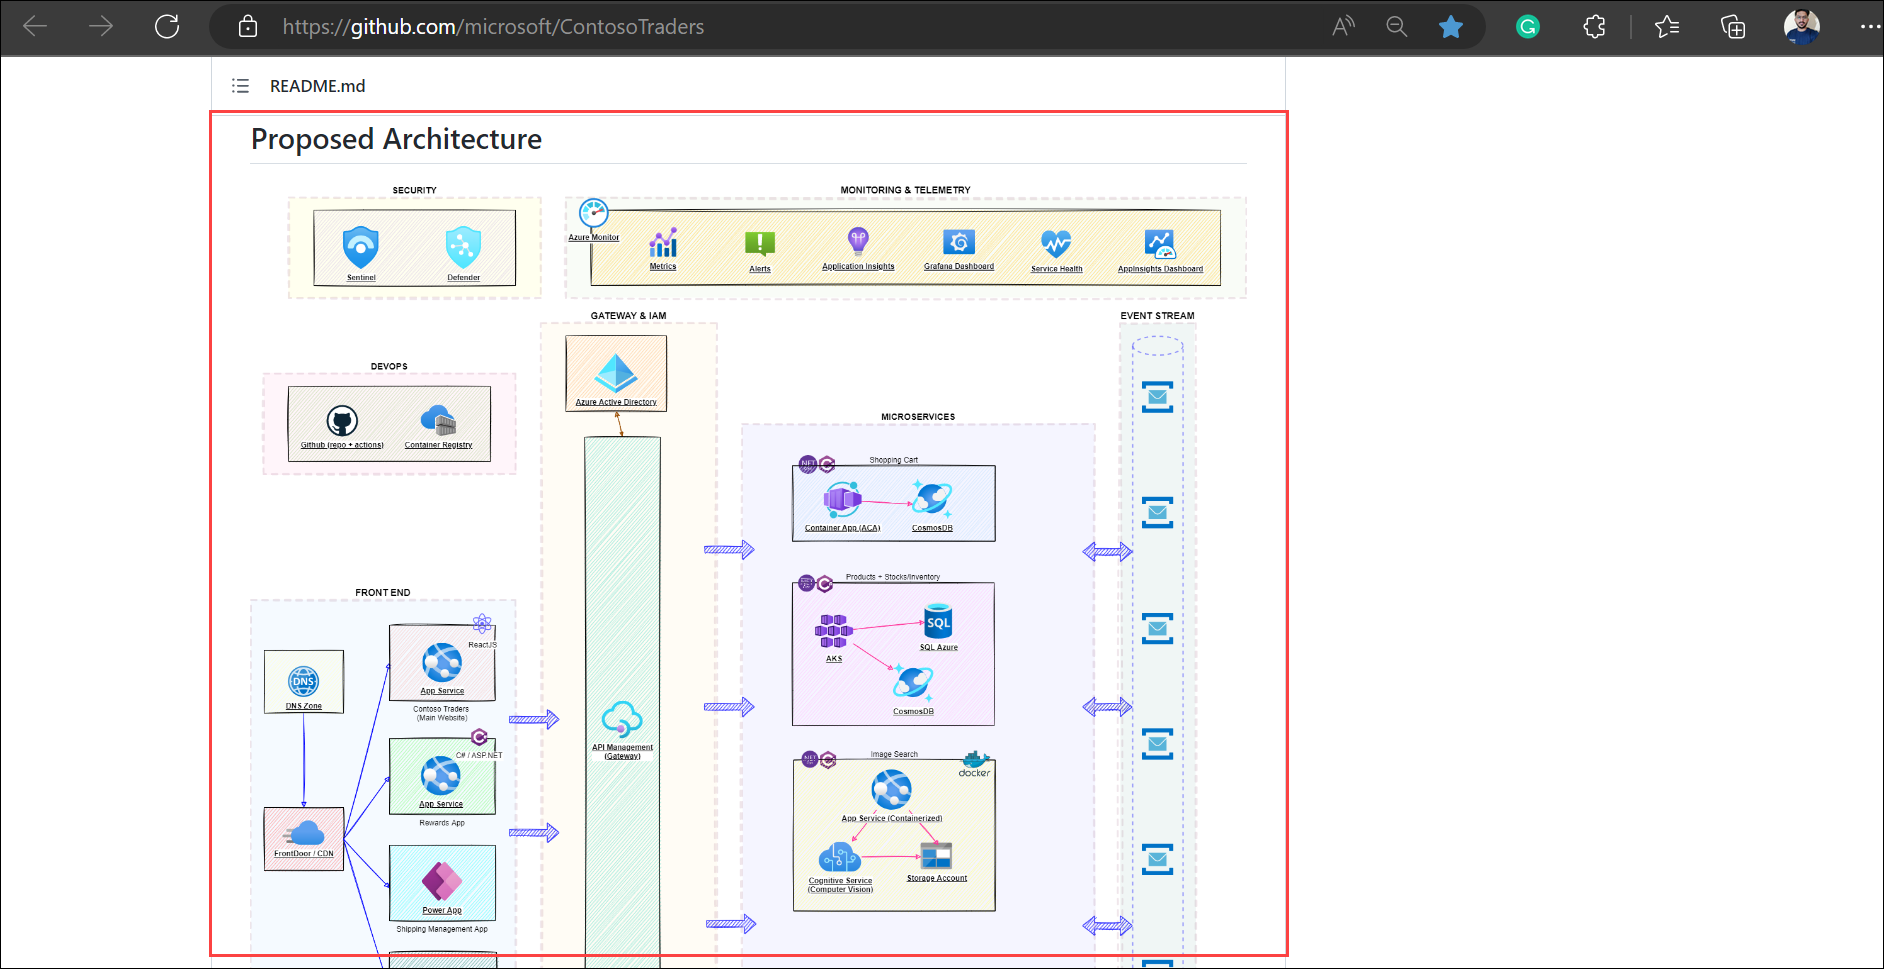 https://github.com/microsoft/ContosoTraders
README.md
Proposed Architecture
SECURITY
Sentinel
Defender
MONITORING & TELEMETRY
Azure Monitor
Metrics
Alerts
Application Insights
Grafana Dashboard
Service Health
AppInsights Dashboard
DEVOPS
Github (repo + actions)
Container Registry
GATEWAY & IAM
Azure Active Directory
API Management
(Gateway)
FRONT END
DNS
DNS Zone
FrontDoor / CDN
ReactJS
App Service
Contoso Traders
(Main Website)
C# / ASP.NET
App Service
Rewards App
Power App
Shipping Management App
MICROSERVICES
Shopping Cart
Container App (ACA)
CosmosDB
Products + Stocks/Inventory
AKS
SQL
SQL Azure
CosmosDB
Image Search
docker
App Service (Containerized)
Cognitive Service
(Computer Vision)
Storage Account
EVENT STREAM